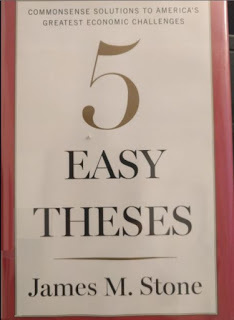 COMMONSENSE SOLUTIONS TO AMERICA'S
GREATEST ECONOMIC CHALLENGES
5
EASY
THESES
James M. Stone